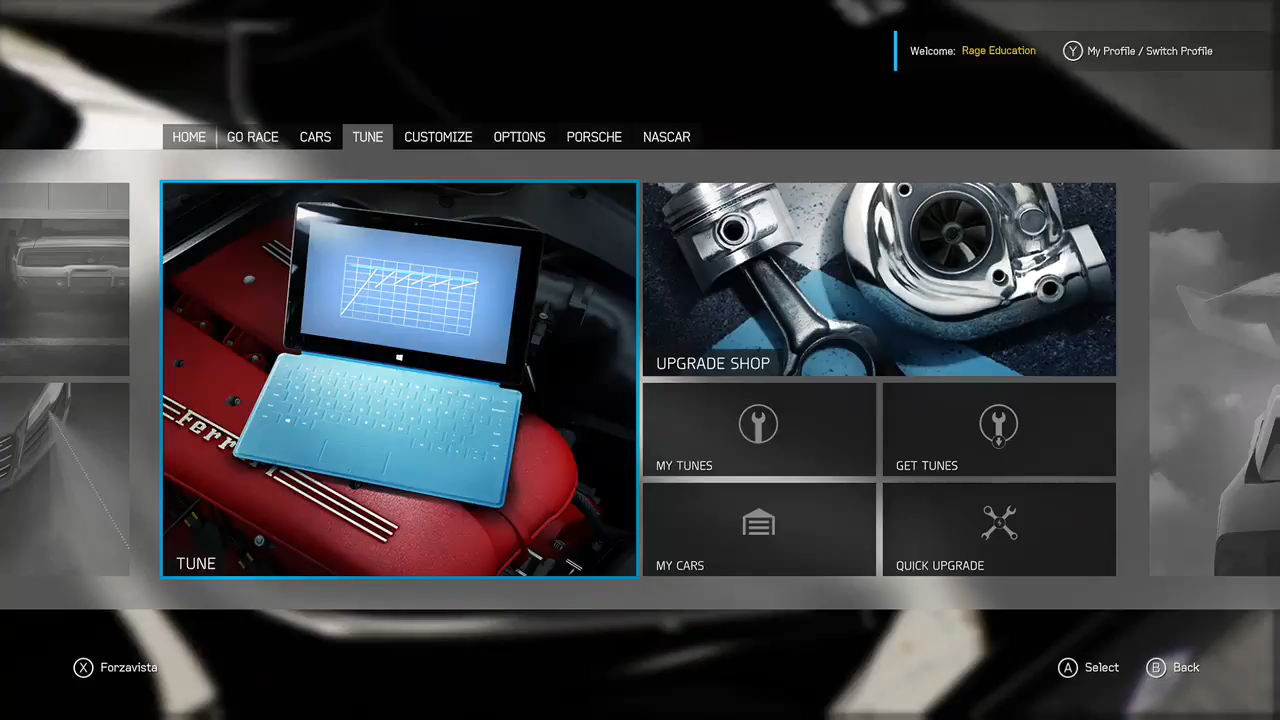 Welcome: Rage Education
Y My Profile / Switch Profile
HOME GO RACE CARS TUNE CUSTOMIZE OPTIONS PORSCHE NASCAR
Ferr
TUNE
UPGRADE SHOP
MY TUNES
GET TUNES
MY CARS
QUICK UPGRADE
X Forzavista
A Select
B Back